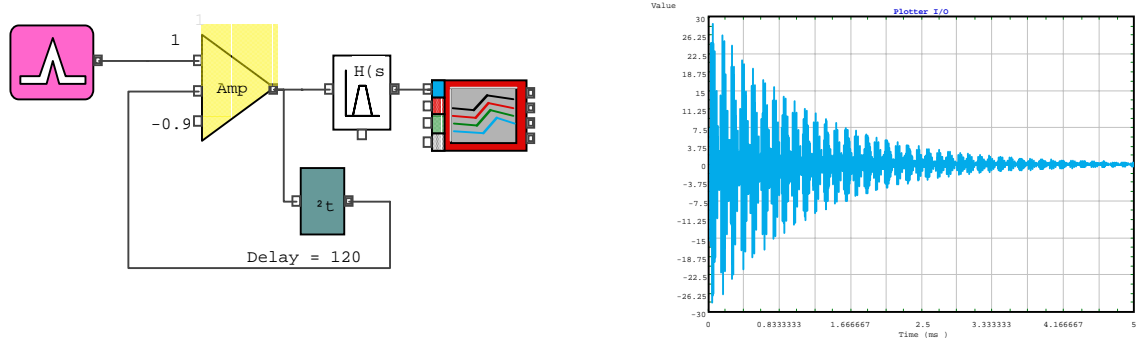 1
1
Amp
-0.9
H(s
²t
Delay = 120
Value
Plotter I/O
30
26.25
22.5
18.75
15
11.25
7.5
3.75
0
-3.75
-7.5
-11.25
-15
-18.75
-22.5
-26.25
-30
0 0.8333333 1.666667 2.5 3.333333 4.166667 5
Time (ms )